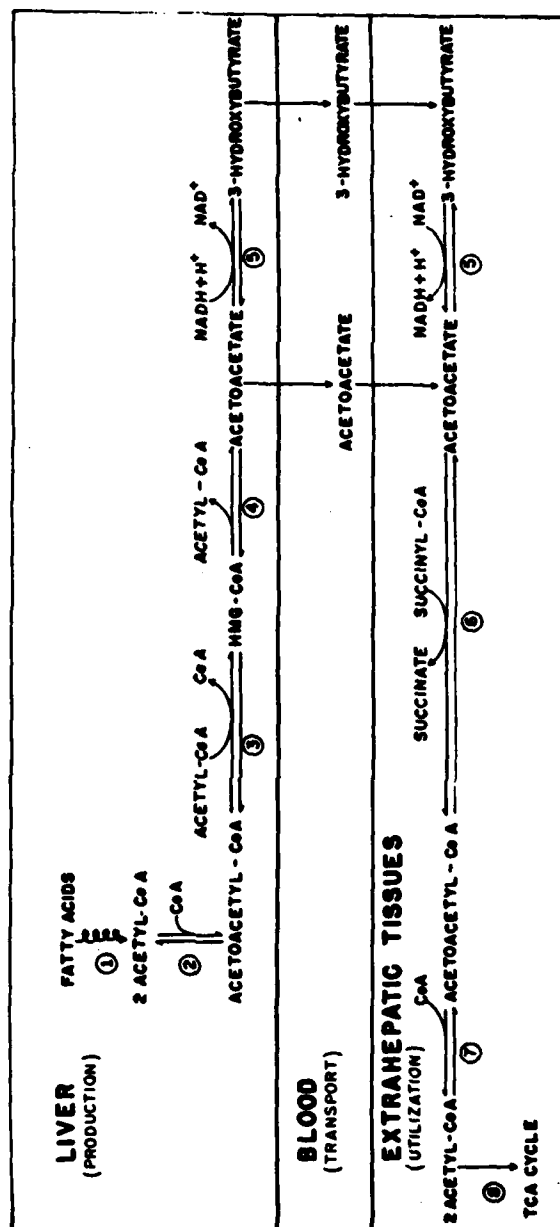 LIVER
(PRODUCTION)
FATTY ACIDS
①
2 ACETYL-CoA
② CoA
ACETOACETYL-CoA
ACETYL-CoA CoA
③
HMG-CoA
ACETYL-CoA
④
ACETOACETATE
NADH+H⁺ NAD⁺
⑤
3-HYDROXYBUTYRATE
BLOOD
(TRANSPORT)
ACETOACETATE
3-HYDROXYBUTYRATE
EXTRAHEPATIC TISSUES
(UTILIZATION)
2 ACETYL-CoA
CoA
⑦
ACETOACETYL-CoA
SUCCINATE SUCCINYL-CoA
⑥
ACETOACETATE
NADH+H⁺ NAD⁺
⑤
3-HYDROXYBUTYRATE
⑧
TCA CYCLE